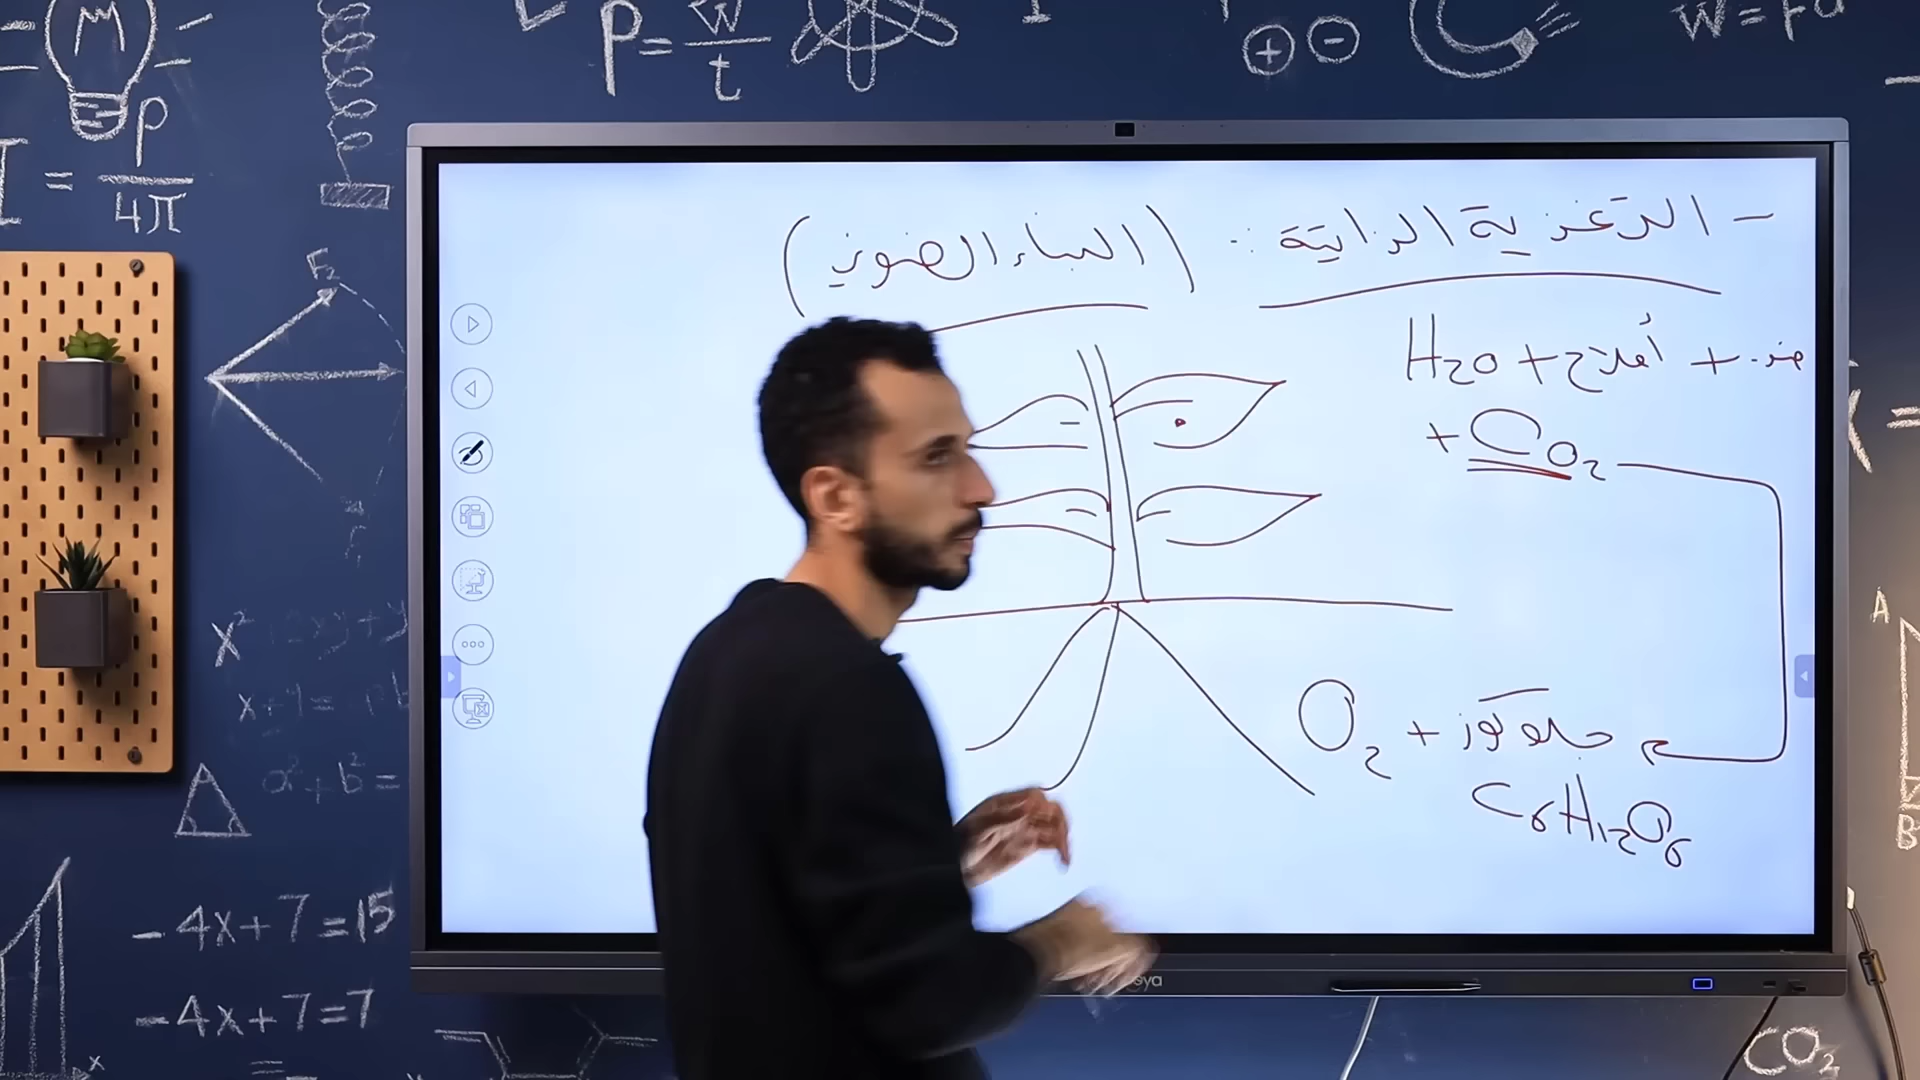 P = W/t
I
+ -
W = Fd
P
I = P/4π
F₂
- التغذية الذاتية :- (البناء الضوئي)
ضوء + أملاح + H₂O
+ CO₂
O₂ + جلوكوز
C₆H₁₂O₆
x²
a² + b² =
-4x+7=15
-4x+7=7
=
x
A
B
CO₂